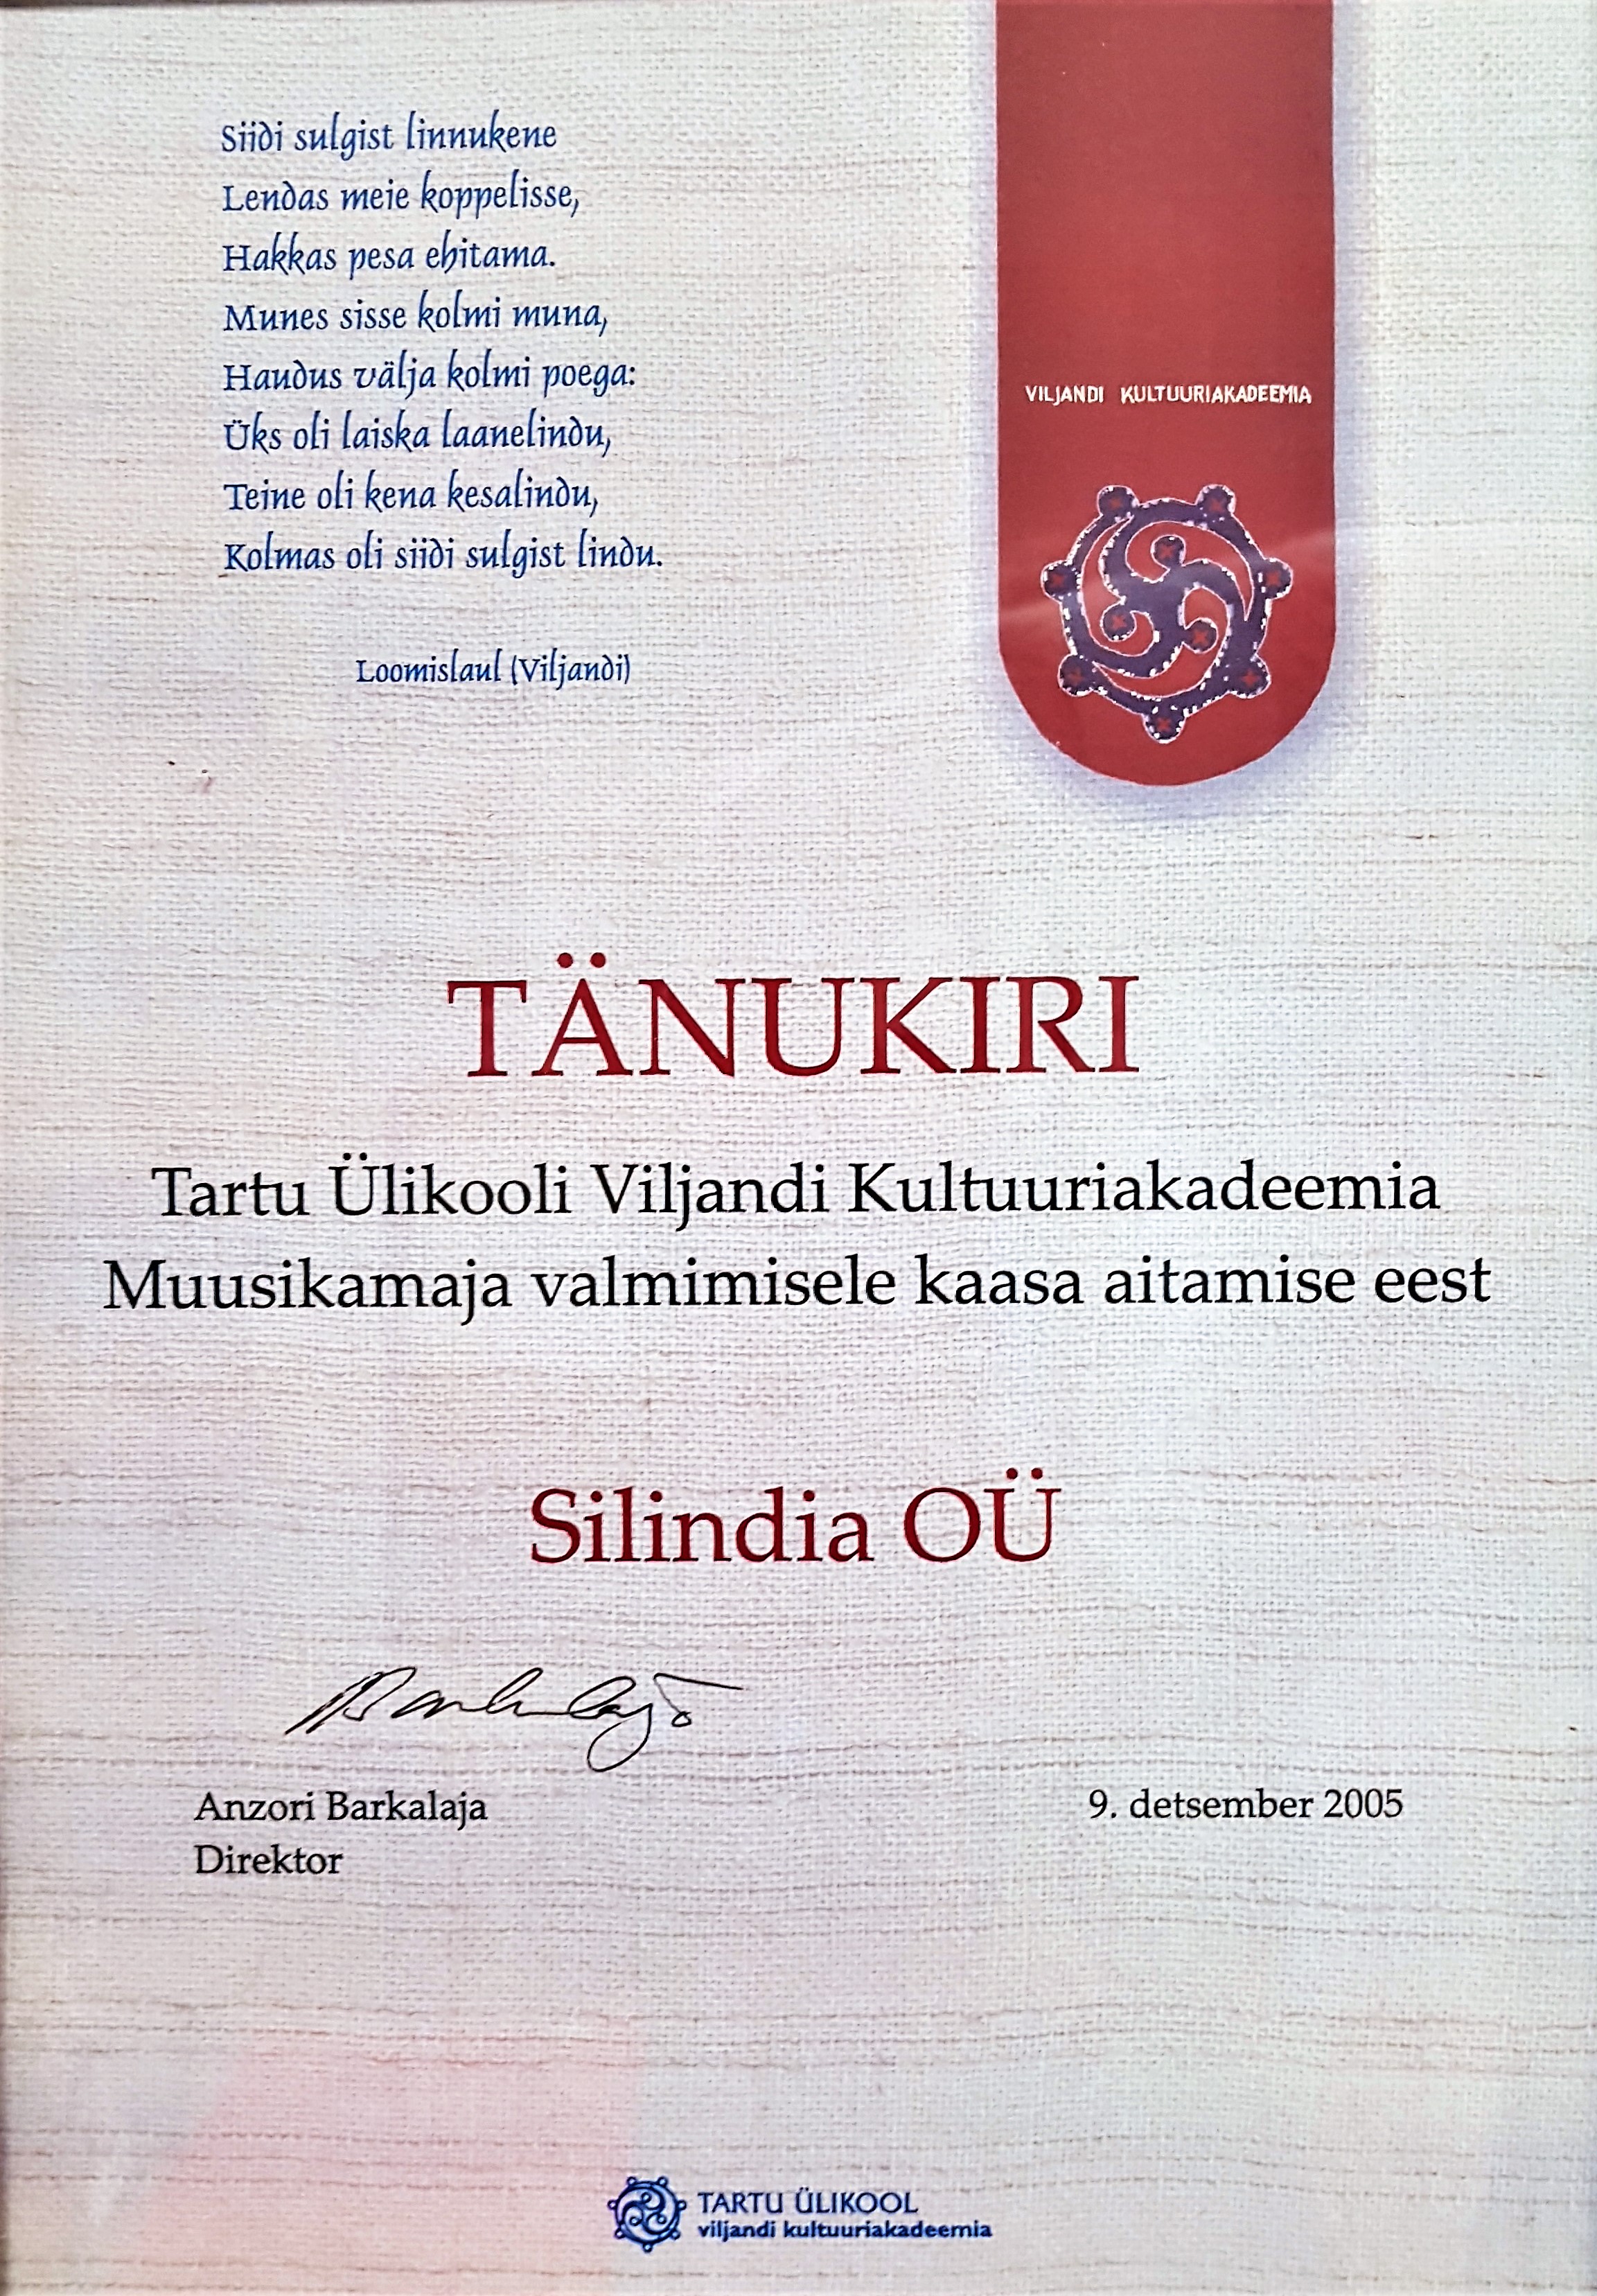 Siidi sulgist linnukene
Lendas meie koppelisse,
Hakkas pesa ehitama.
Munes sisse kolmi muna,
Haudus välja kolmi poega:
Üks oli laiska laanelindu,
Teine oli kena kesalindu,
Kolmas oli siidi sulgist lindu.
Loomislaul (Viljandi)
VILJANDI KULTUURIAKADEEMIA
TÄNUKIRI
Tartu Ülikooli Viljandi Kultuuriakadeemia
Muusikamaja valmimisele kaasa aitamise eest
Silindia OÜ
Barkalaja
Anzori Barkalaja
Direktor
9. detsember 2005
TARTU ÜLIKOOL
viljandi kultuuriakadeemia